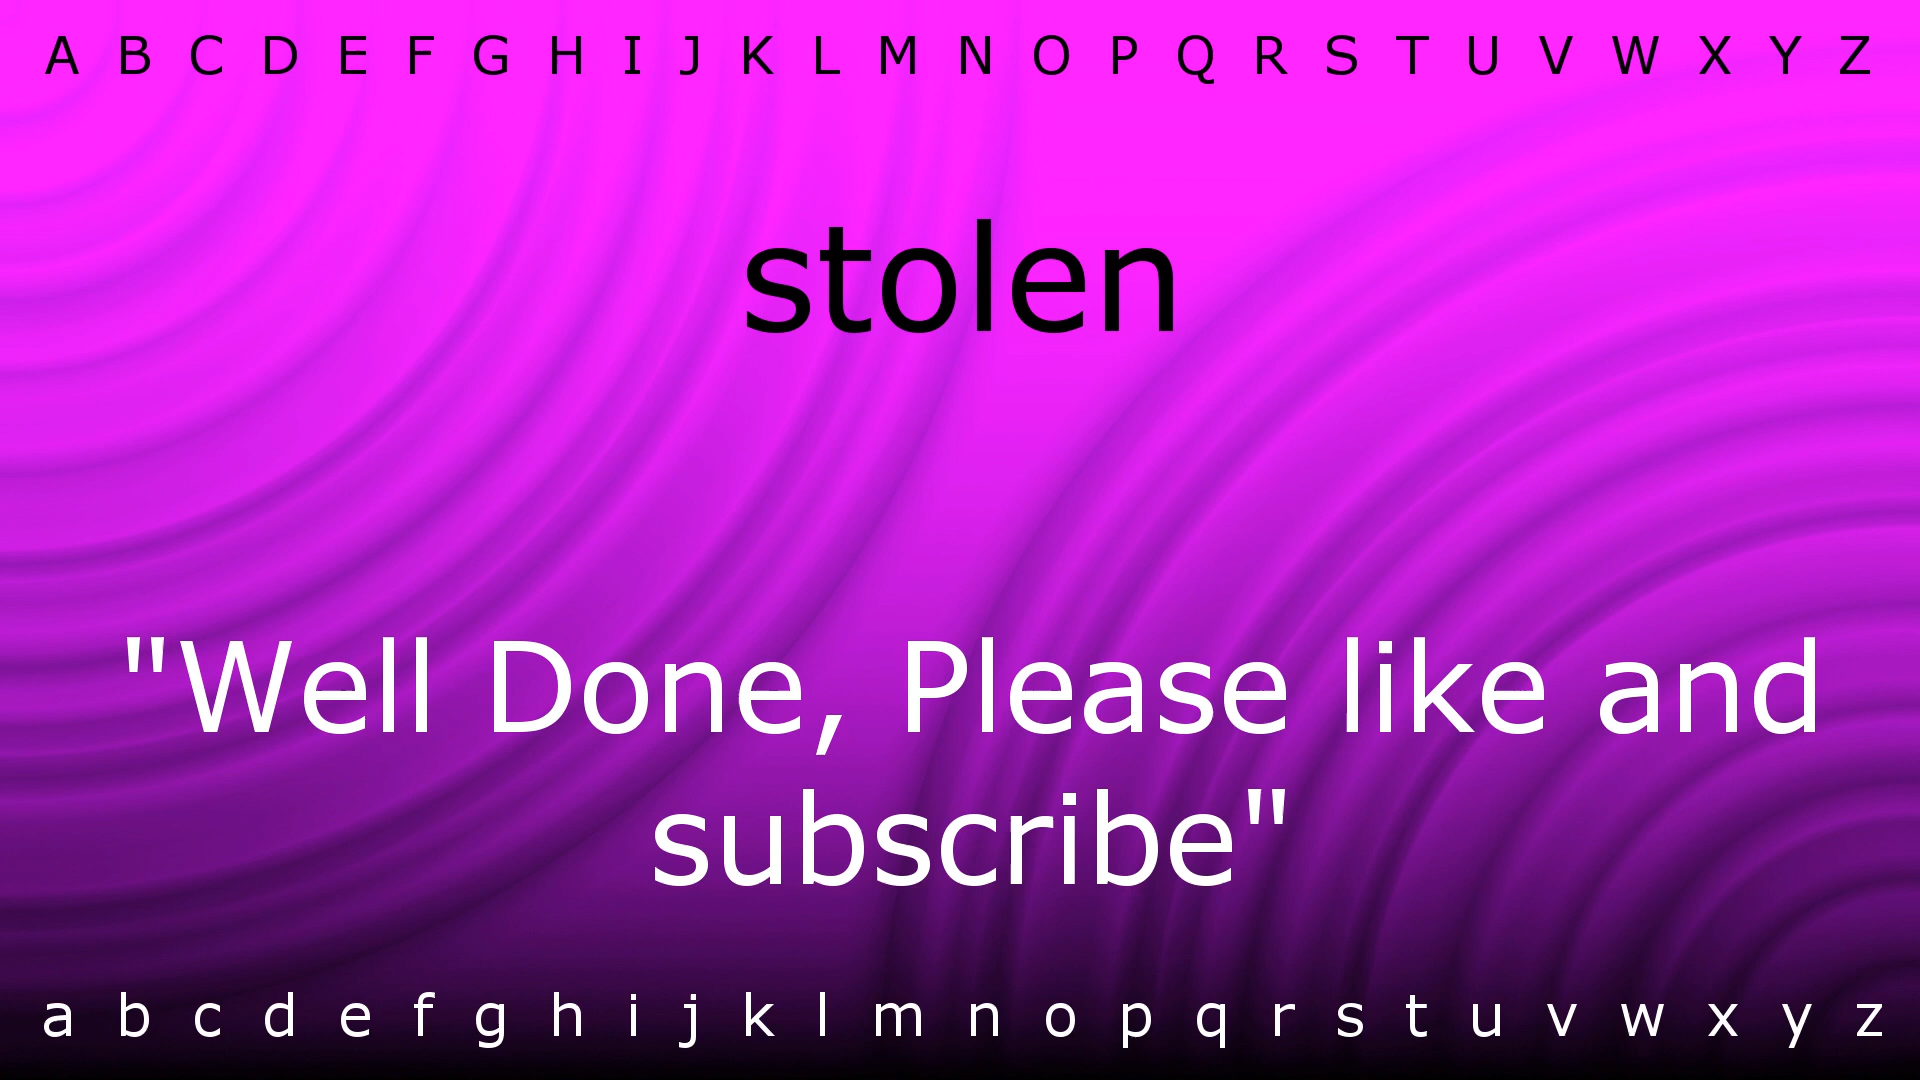 A B C D E F G H I J K L M N O P Q R S T U V W X Y Z
stolen
"Well Done, Please like and
subscribe"
a b c d e f g h i j k l m n o p q r s t u v w x y z